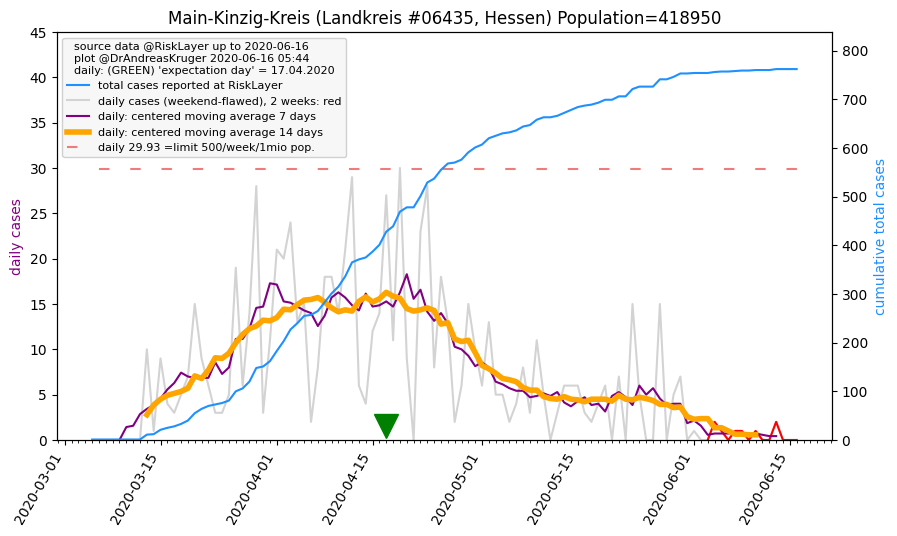 Main-Kinzig-Kreis (Landkreis #06435, Hessen) Population=418950
source data @RiskLayer up to 2020-06-16
plot @DrAndreasKruger 2020-06-16 05:44
daily: (GREEN) 'expectation day' = 17.04.2020
total cases reported at RiskLayer
daily cases (weekend-flawed), 2 weeks: red
daily: centered moving average 7 days
daily: centered moving average 14 days
daily 29.93 =limit 500/week/1mio pop.
daily cases
45
40
35
30
25
20
15
10
5
0
800
700
600
500
400
300
200
100
0
cumulative total cases
2020-03-01
2020-03-15
2020-04-01
2020-04-15
2020-05-01
2020-05-15
2020-06-01
2020-06-15